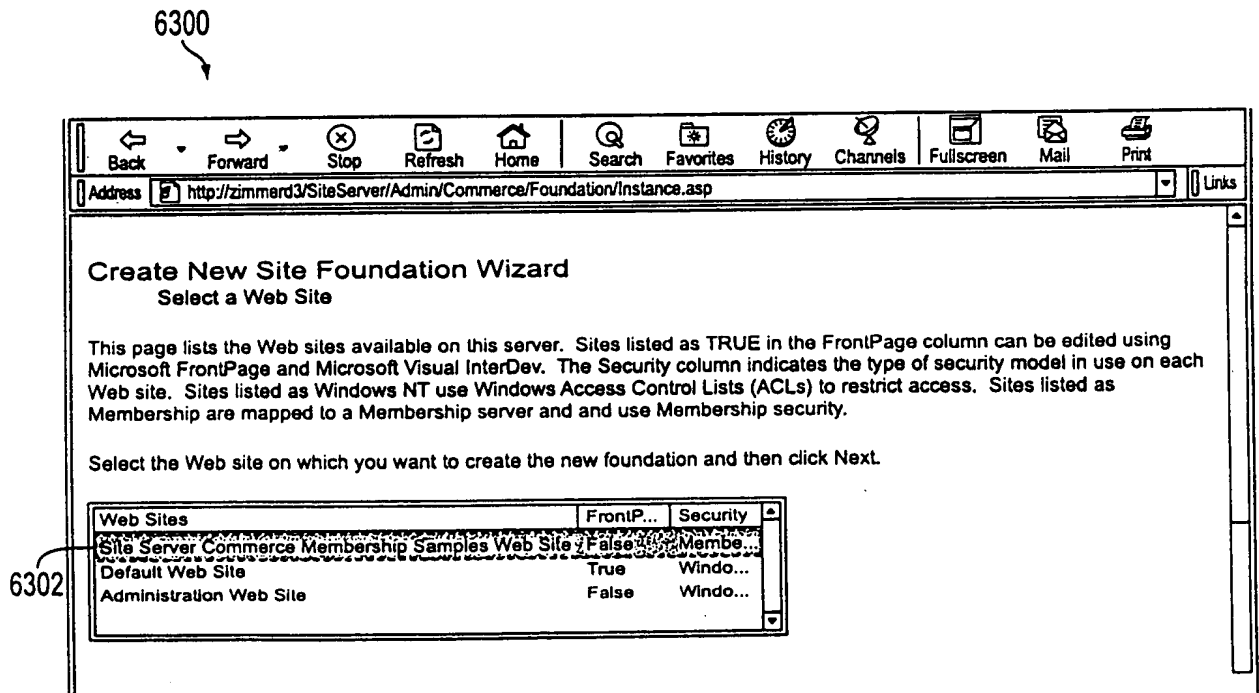 6300
Back Forward Stop Refresh Home Search Favorites History Channels Fullscreen Mail Print
Address http://zimmerd3/SiteServer/Admin/Commerce/Foundation/Instance.asp Links
Create New Site Foundation Wizard
Select a Web Site
This page lists the Web sites available on this server. Sites listed as TRUE in the FrontPage column can be edited using
Microsoft FrontPage and Microsoft Visual InterDev. The Security column indicates the type of security model in use on each
Web site. Sites listed as Windows NT use Windows Access Control Lists (ACLs) to restrict access. Sites listed as
Membership are mapped to a Membership server and and use Membership security.
Select the Web site on which you want to create the new foundation and then click Next.
Web Sites FrontP... Security
Site Server Commerce Membership Samples Web Site False Membe...
Default Web Site True Windo...
6302
Administration Web Site False Windo...